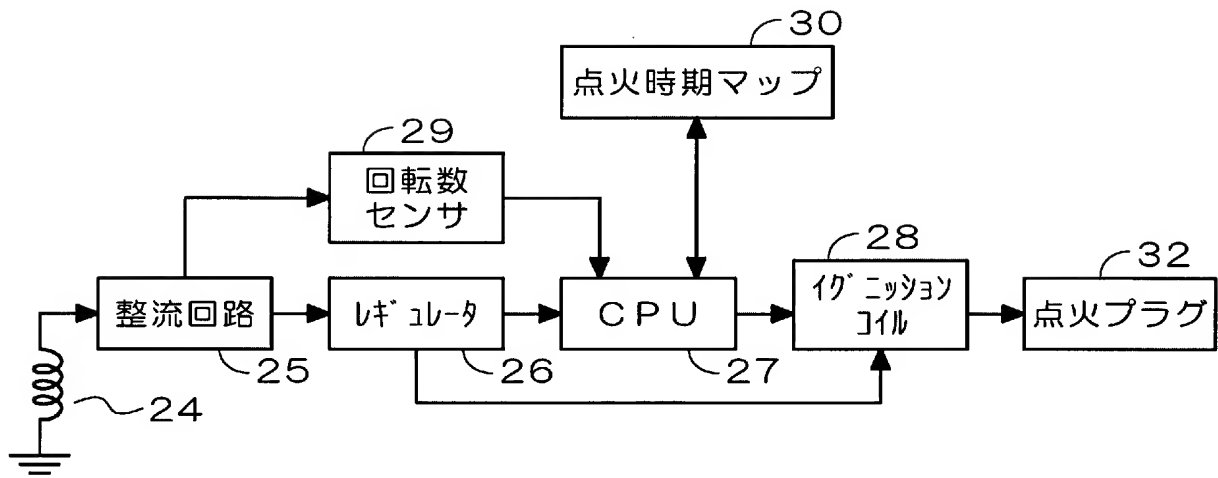 30
点火時期マップ
29
回転数
センサ
28
32
整流回路
レギュレータ
CPU
イグニッション
コイル
点火プラグ
25
26
27
24